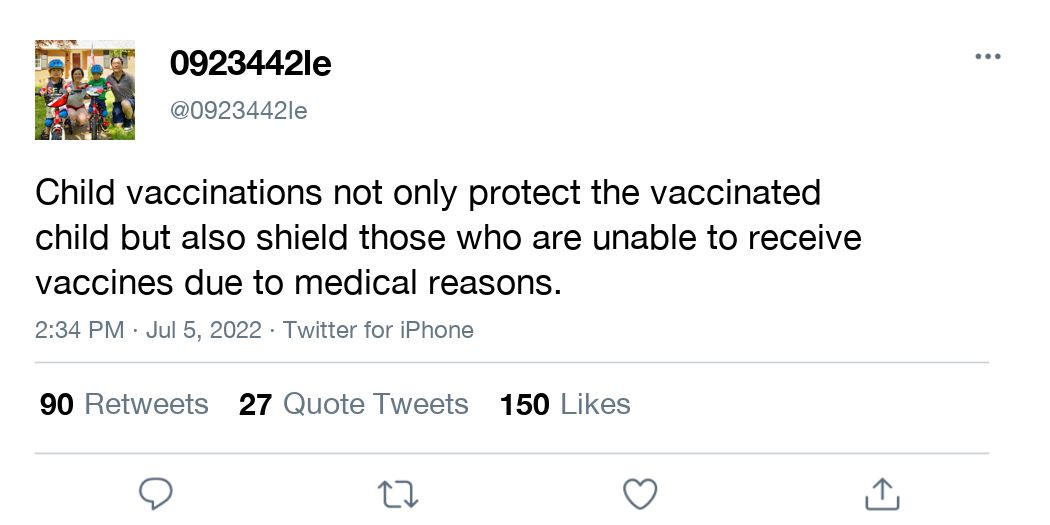 0923442le
@0923442le
Child vaccinations not only protect the vaccinated
child but also shield those who are unable to receive
vaccines due to medical reasons.
2:34 PM · Jul 5, 2022 · Twitter for iPhone
90 Retweets 27 Quote Tweets 150 Likes